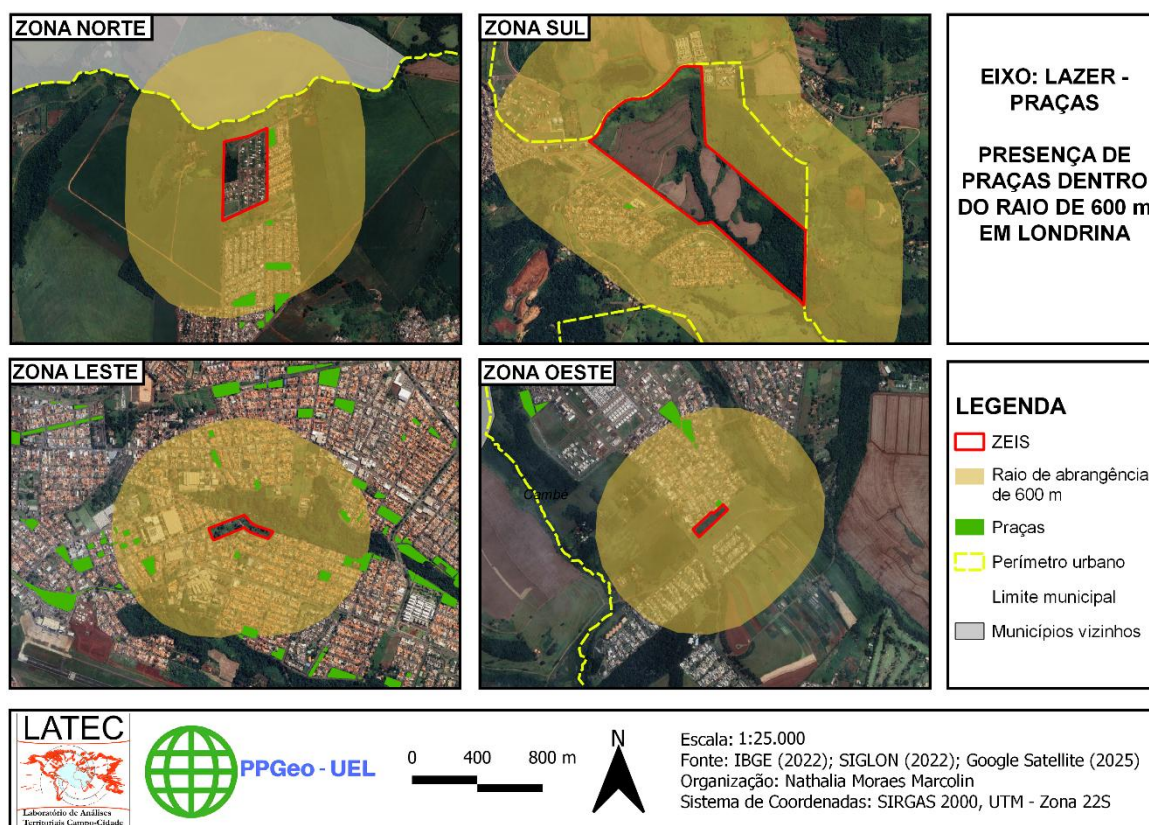 ZONA NORTE
ZONA SUL
EIXO: LAZER -
PRAÇAS
PRESENÇA DE
PRAÇAS DENTRO
DO RAIO DE 600 m
EM LONDRINA
ZONA LESTE
ZONA OESTE
Cambé
LEGENDA
ZEIS
Raio de abrangência
de 600 m
Praças
Perímetro urbano
Limite municipal
Municípios vizinhos
LATEC
Laboratório de Análises
Territoriais Campo-Cidade
PPGeo - UEL
0 400 800 m
N
Escala: 1:25.000
Fonte: IBGE (2022); SIGLON (2022); Google Satellite (2025)
Organização: Nathalia Moraes Marcolin
Sistema de Coordenadas: SIRGAS 2000, UTM - Zona 22S